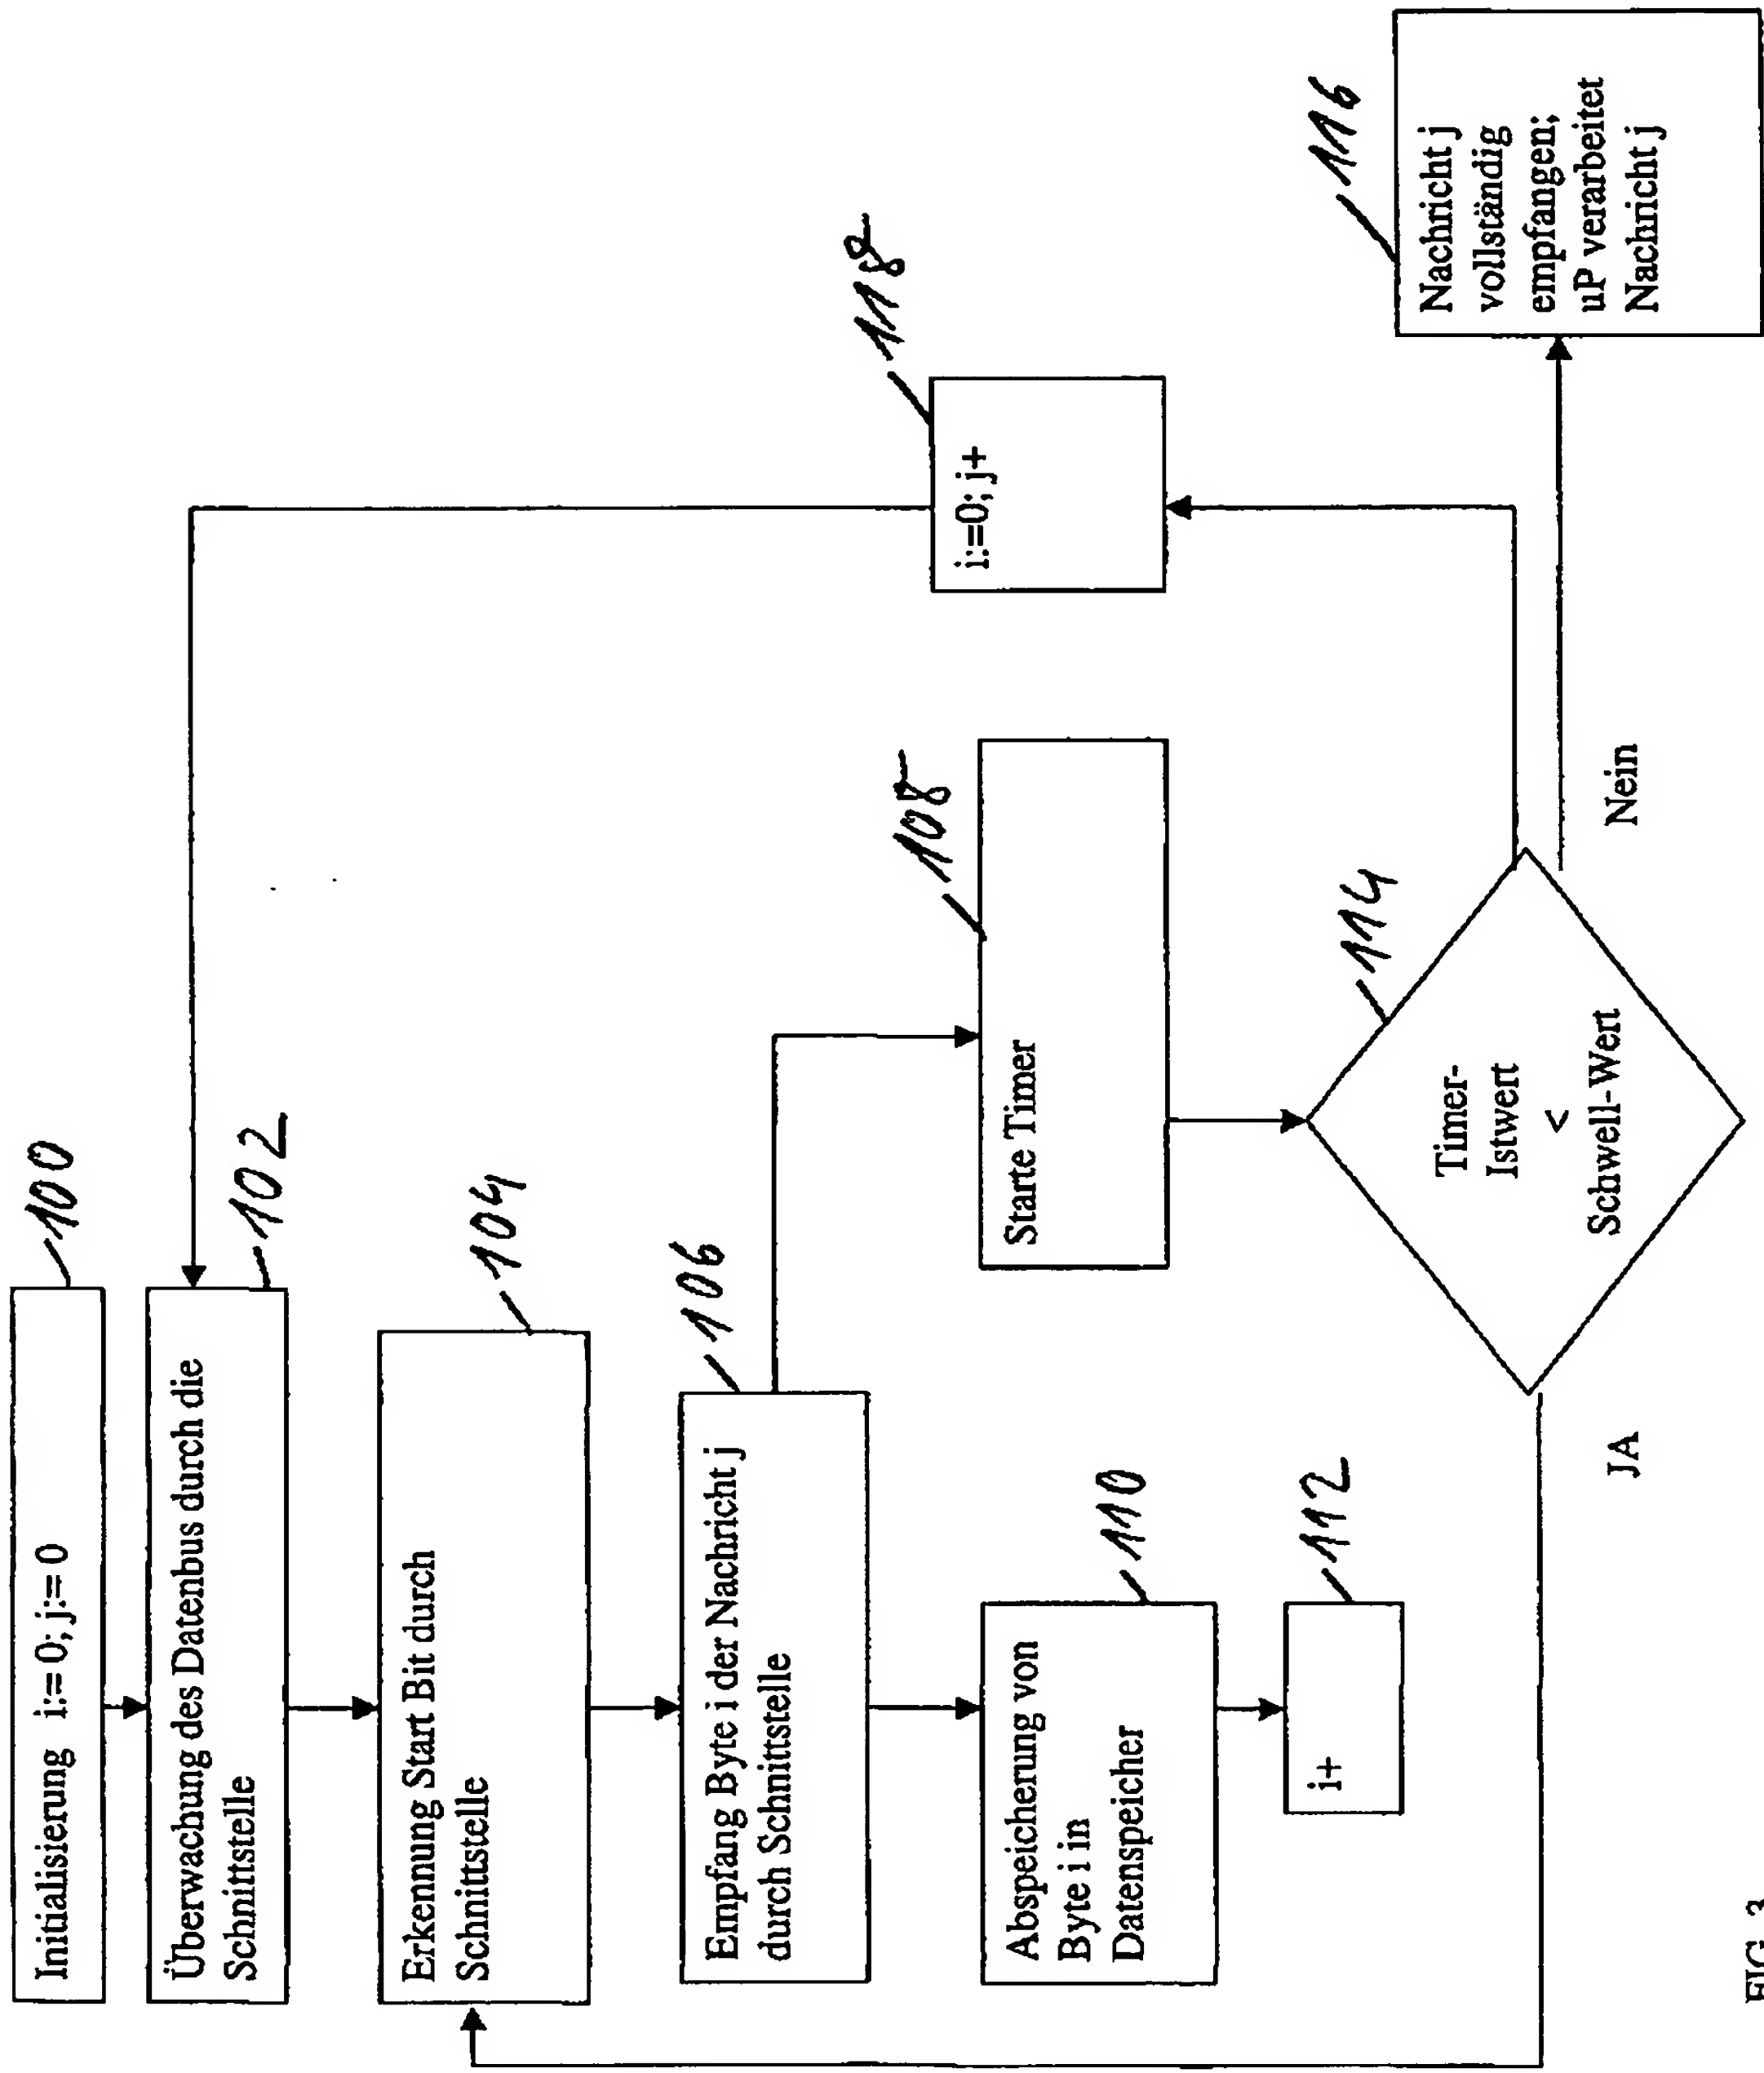 Initialisierung i:= 0; j:= 0
100
Überwachung des Datenbus durch die
Schnittstelle
102
Erkennung Start Bit durch
Schnittstelle
104
Empfang Byte i der Nachricht j
durch Schnittstelle
106
Starte Timer
108
Abspeicherung von
Byte i in
Datenspeicher
110
i+
112
Timer-
Istwert
<
Schwell-Wert
114
JA
Nein
i:=0; j+
118
Nachricht j
vollständig
empfangen;
uP verarbeitet
Nachricht j
116
FIG. 3